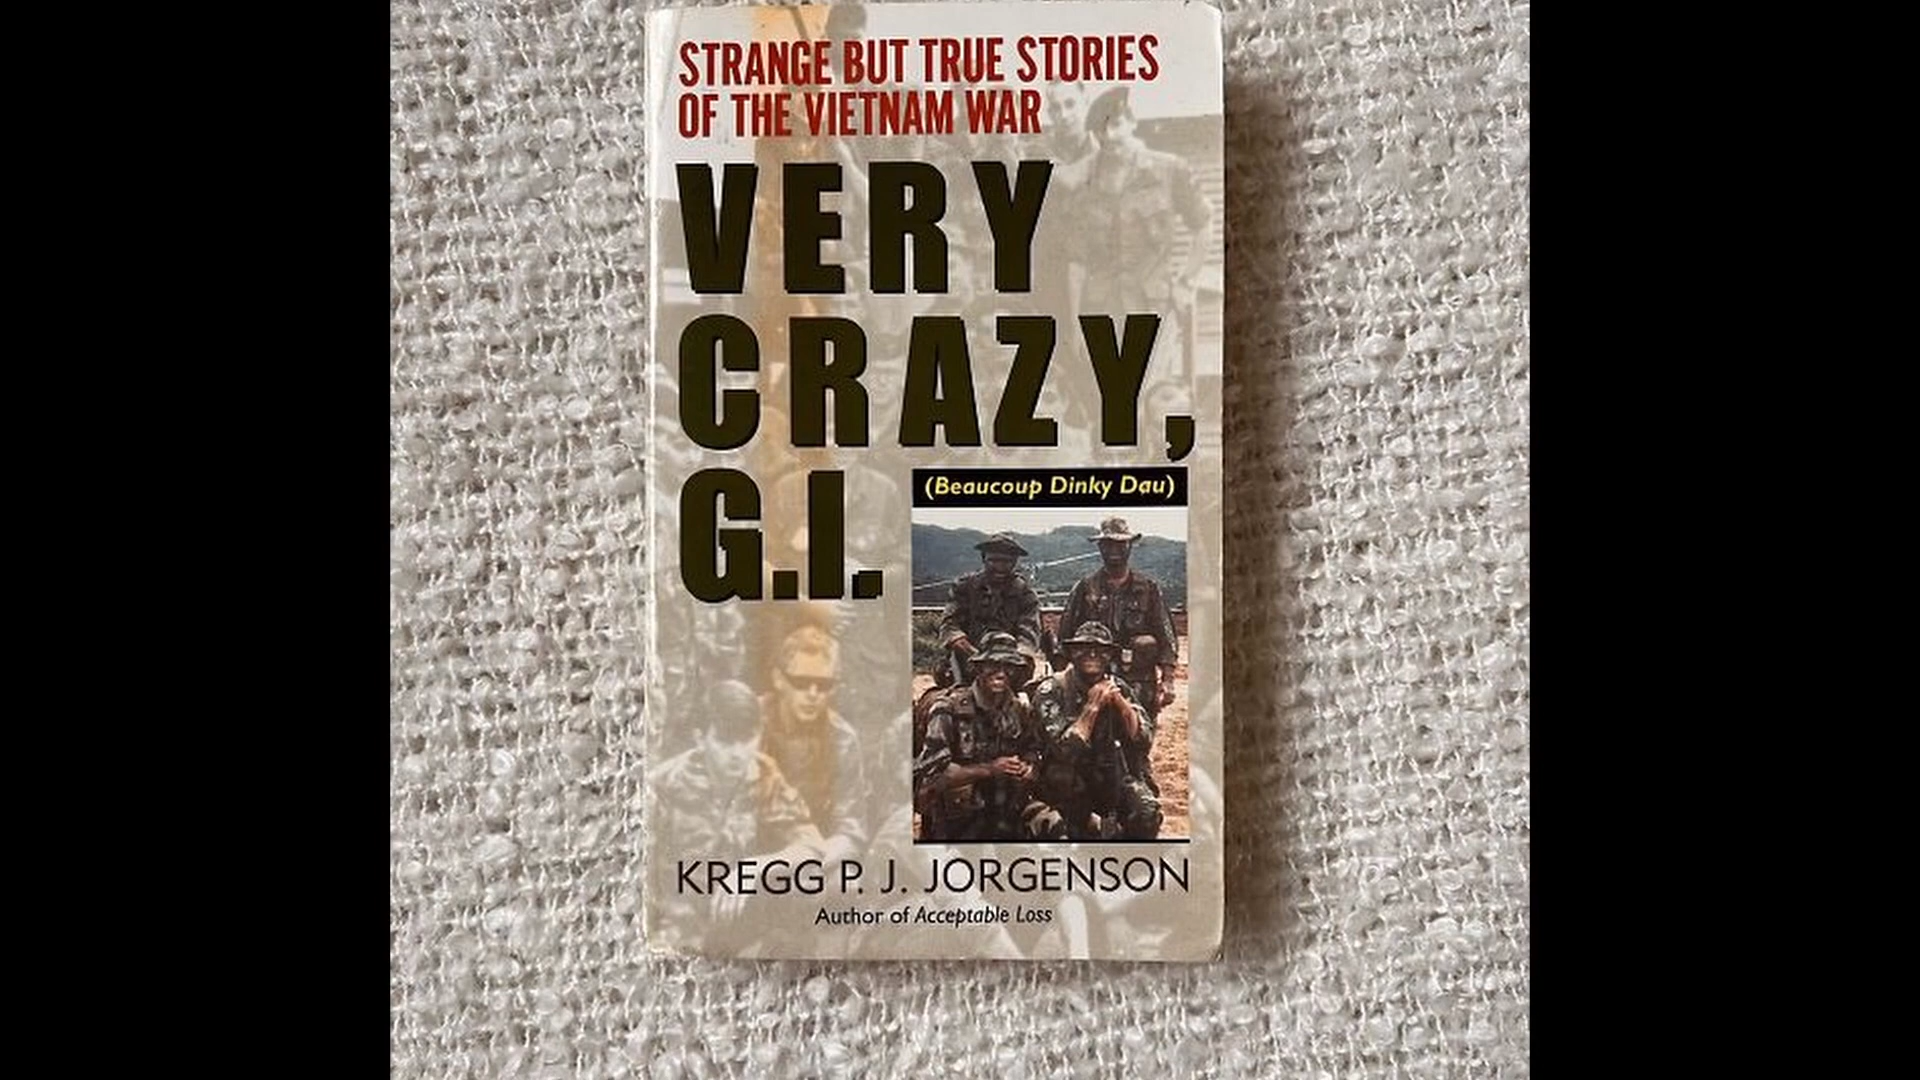 STRANGE BUT TRUE STORIES
OF THE VIETNAM WAR
VERY
CRAZY,
G.I.
(Beaucoup Dinky Dau)
KREGG P. J. JORGENSON
Author of Acceptable Loss